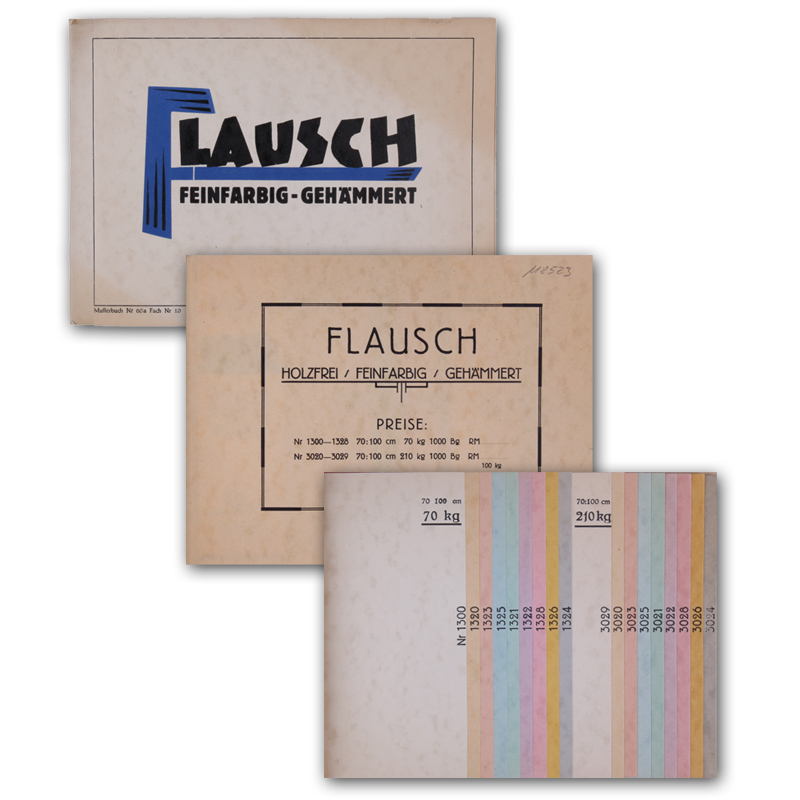 FLAUSCH
FEINFARBIG-GEHÄMMERT
Musterbuch Nr 60a Fach Nr 10
118523
FLAUSCH
HOLZFREI / FEINFARBIG / GEHÄMMERT
PREISE:
Nr 1300—1328 70:100 cm 70 kg 1000 Bg RM
Nr 3020—3029 70:100 cm 210 kg 1000 Bg RM
100 kg
70 100 cm
70 kg
70:100 cm
210 kg
Nr 1300
1320
1323
1325
1321
1322
1328
1326
1324
3029
3020
3023
3025
3021
3022
3028
3026
3024